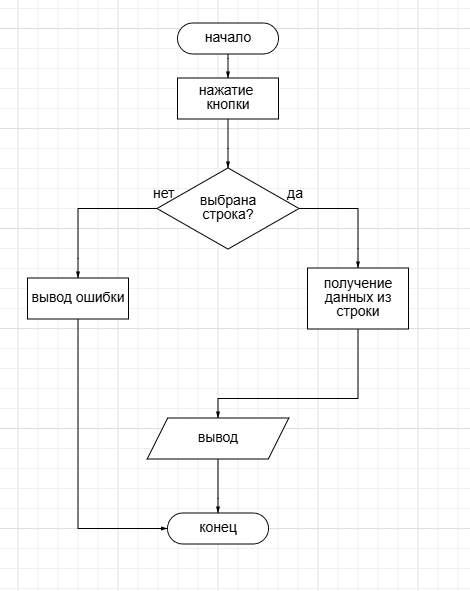 начало
нажатие
кнопки
нет
да
выбрана
строка?
вывод ошибки
получение
данных из
строки
вывод
конец